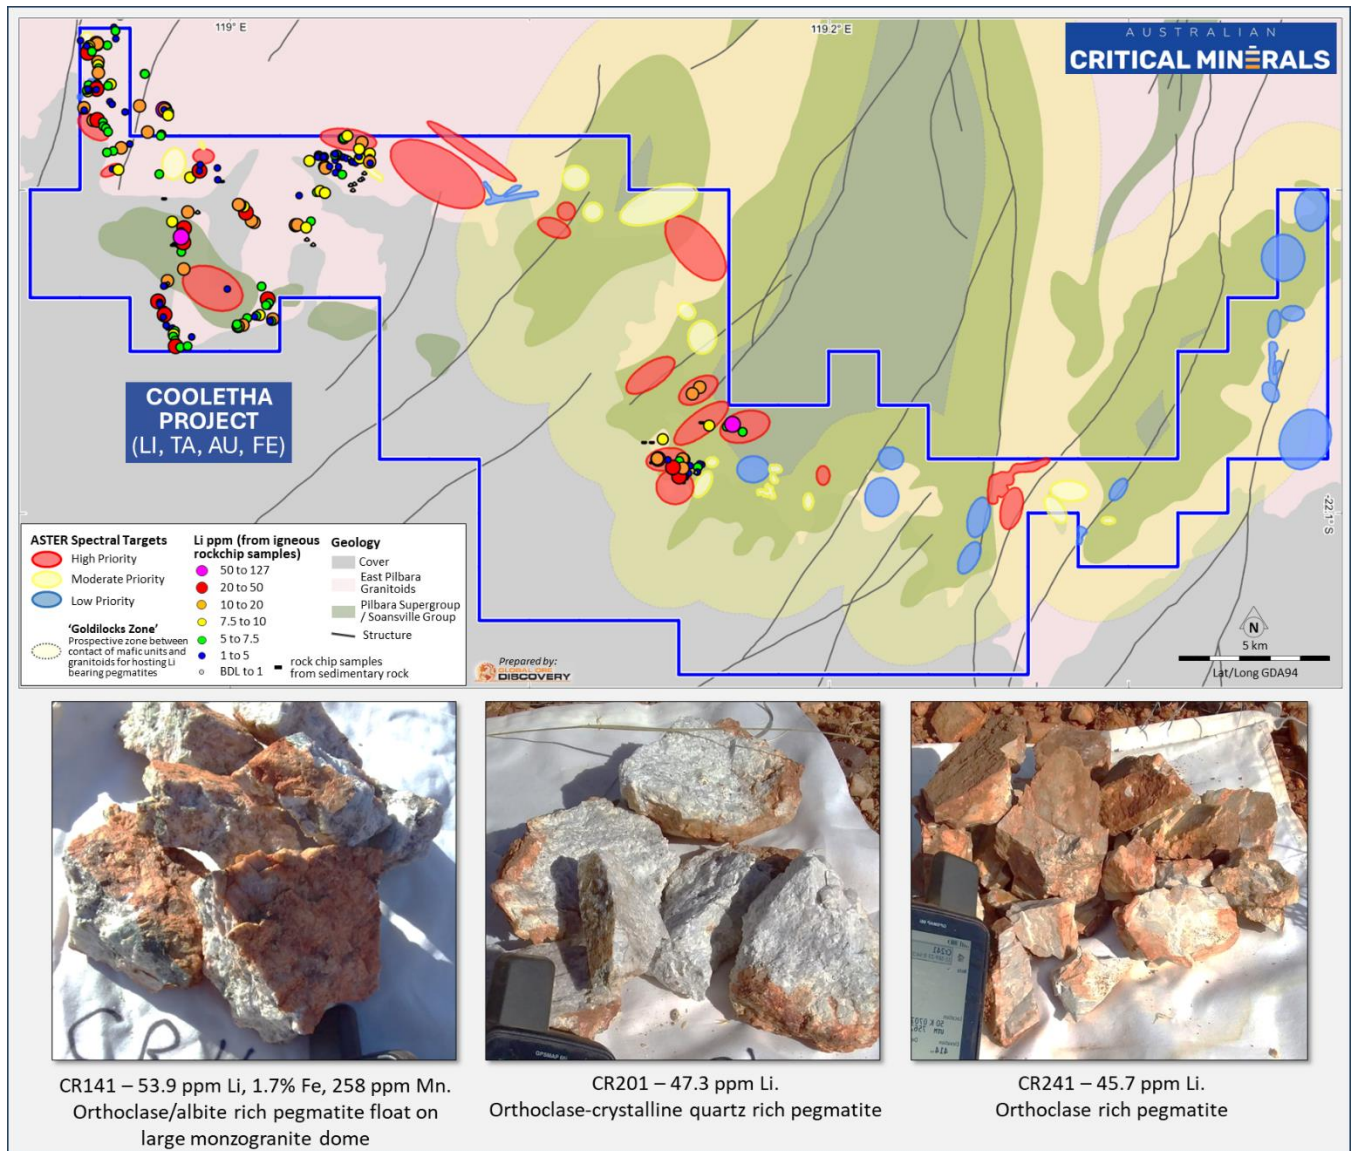 119° E
119.2° E
AUSTRALIAN
CRITICAL MINERALS
COOLETHA
PROJECT
(LI, TA, AU, FE)
-22.1° S
ASTER Spectral Targets
High Priority
Moderate Priority
Low Priority
'Goldilocks Zone'
Prospective zone between
contact of mafic units and
granitoids for hosting Li
bearing pegmatites
Li ppm (from igneous
rockchip samples)
50 to 127
20 to 50
10 to 20
7.5 to 10
5 to 7.5
1 to 5
BDL to 1
rock chip samples
from sedimentary rock
Geology
Cover
East Pilbara
Granitoids
Pilbara Supergroup
/ Soansville Group
Structure
Prepared by:
GLOBAL ORE
DISCOVERY
N
5 km
Lat/Long GDA94
CR141 – 53.9 ppm Li, 1.7% Fe, 258 ppm Mn.
Orthoclase/albite rich pegmatite float on
large monzogranite dome
CR201 – 47.3 ppm Li.
Orthoclase-crystalline quartz rich pegmatite
CR241 – 45.7 ppm Li.
Orthoclase rich pegmatite